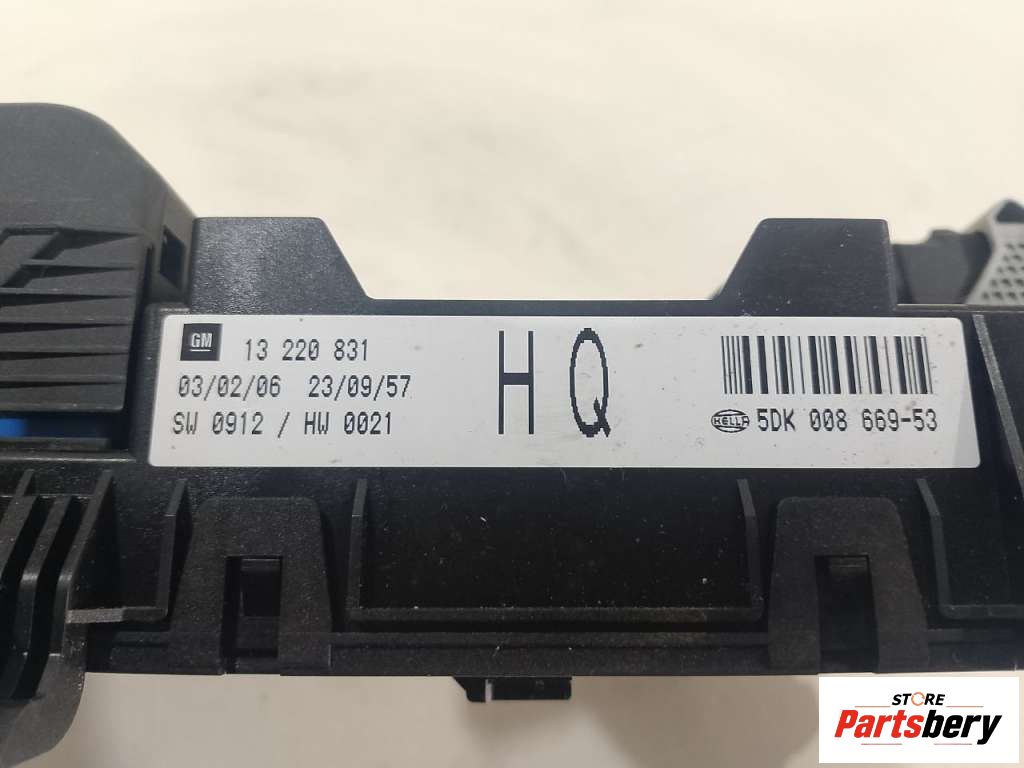 GM 13 220 831
03/02/06 23/09/57
SW 0912 / HW 0021
H Q
HELLA 5DK 008 669-53
STORE
Partsbery